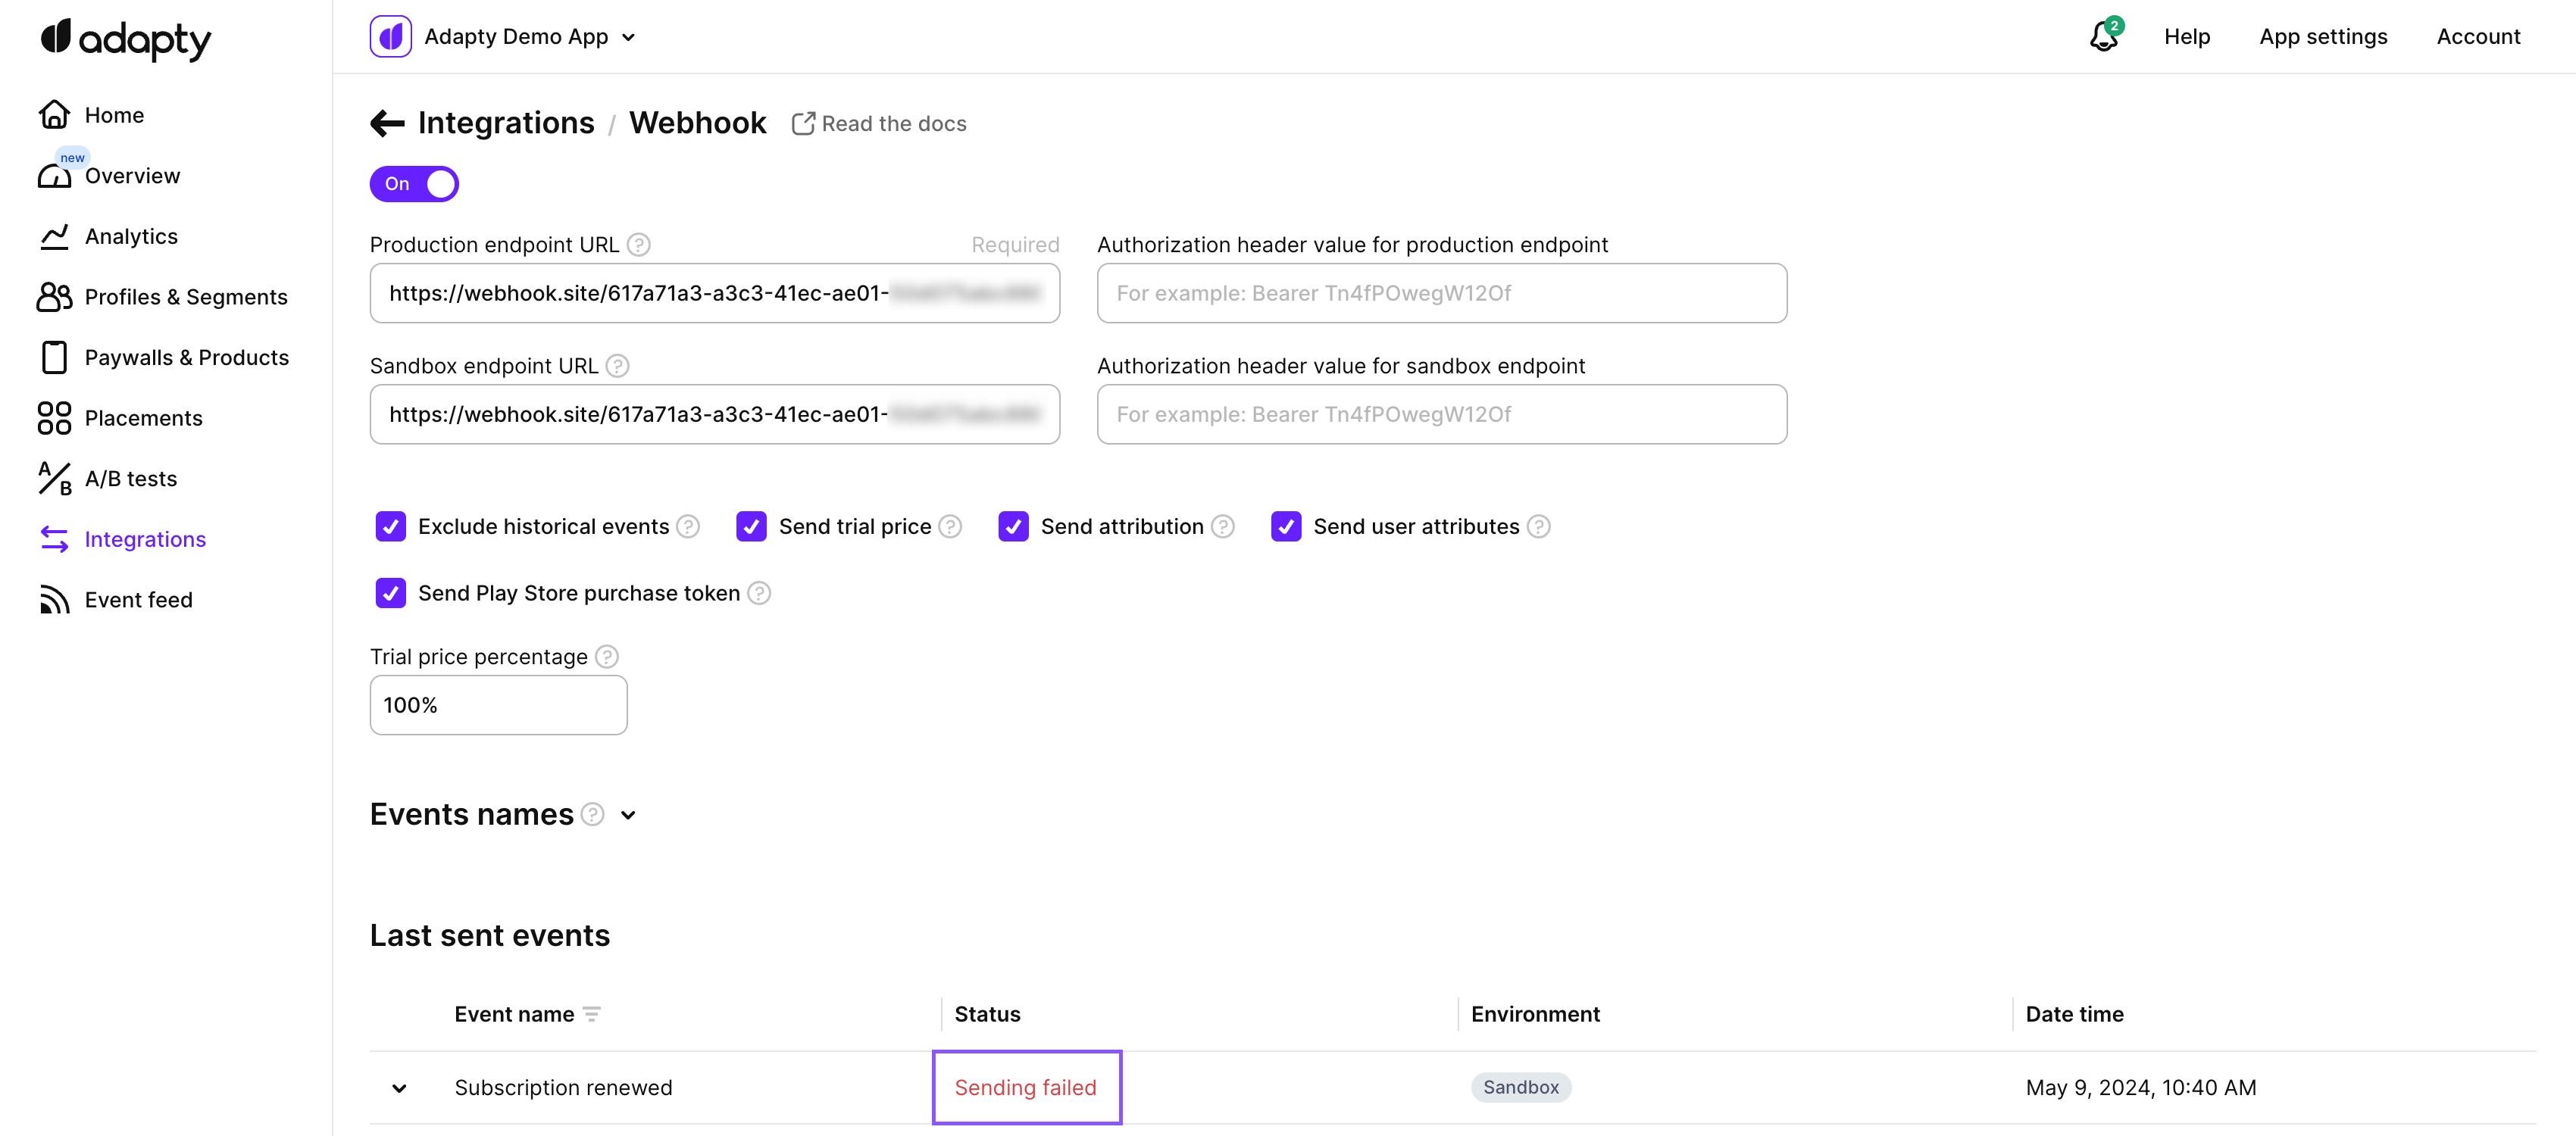 adapty
Adapty Demo App
2
Help
App settings
Account
Home
new
Overview
Analytics
Profiles & Segments
Paywalls & Products
Placements
A/B tests
Integrations
Event feed
Integrations / Webhook Read the docs
On
Production endpoint URL ? Required
https://webhook.site/617a71a3-a3c3-41ec-ae01-
Authorization header value for production endpoint
For example: Bearer Tn4fPOwegW12Of
Sandbox endpoint URL ?
https://webhook.site/617a71a3-a3c3-41ec-ae01-
Authorization header value for sandbox endpoint
For example: Bearer Tn4fPOwegW12Of
Exclude historical events ? Send trial price ? Send attribution ? Send user attributes ?
Send Play Store purchase token ?
Trial price percentage ?
100%
Events names ?
Last sent events
Event name Status Environment Date time
Subscription renewed Sending failed Sandbox May 9, 2024, 10:40 AM